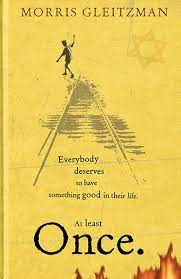 MORRIS GLEITZMAN
Everybody
deserves
to have
something good in their life.
At least
Once.